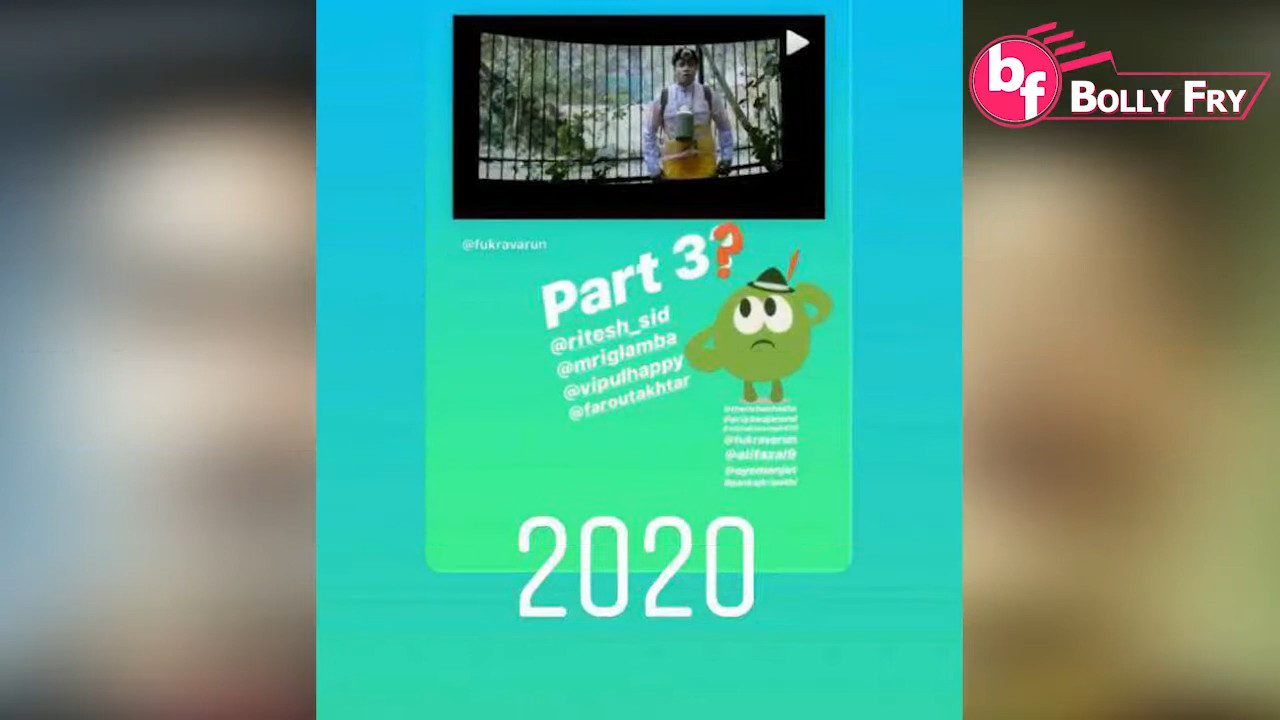 bf BOLLY FRY
@fukravarun
Part 3?
@ritesh_sid
@mriglamba
@vipulhappy
@faroutakhtar
@fukravarun
@alifazal9
2020